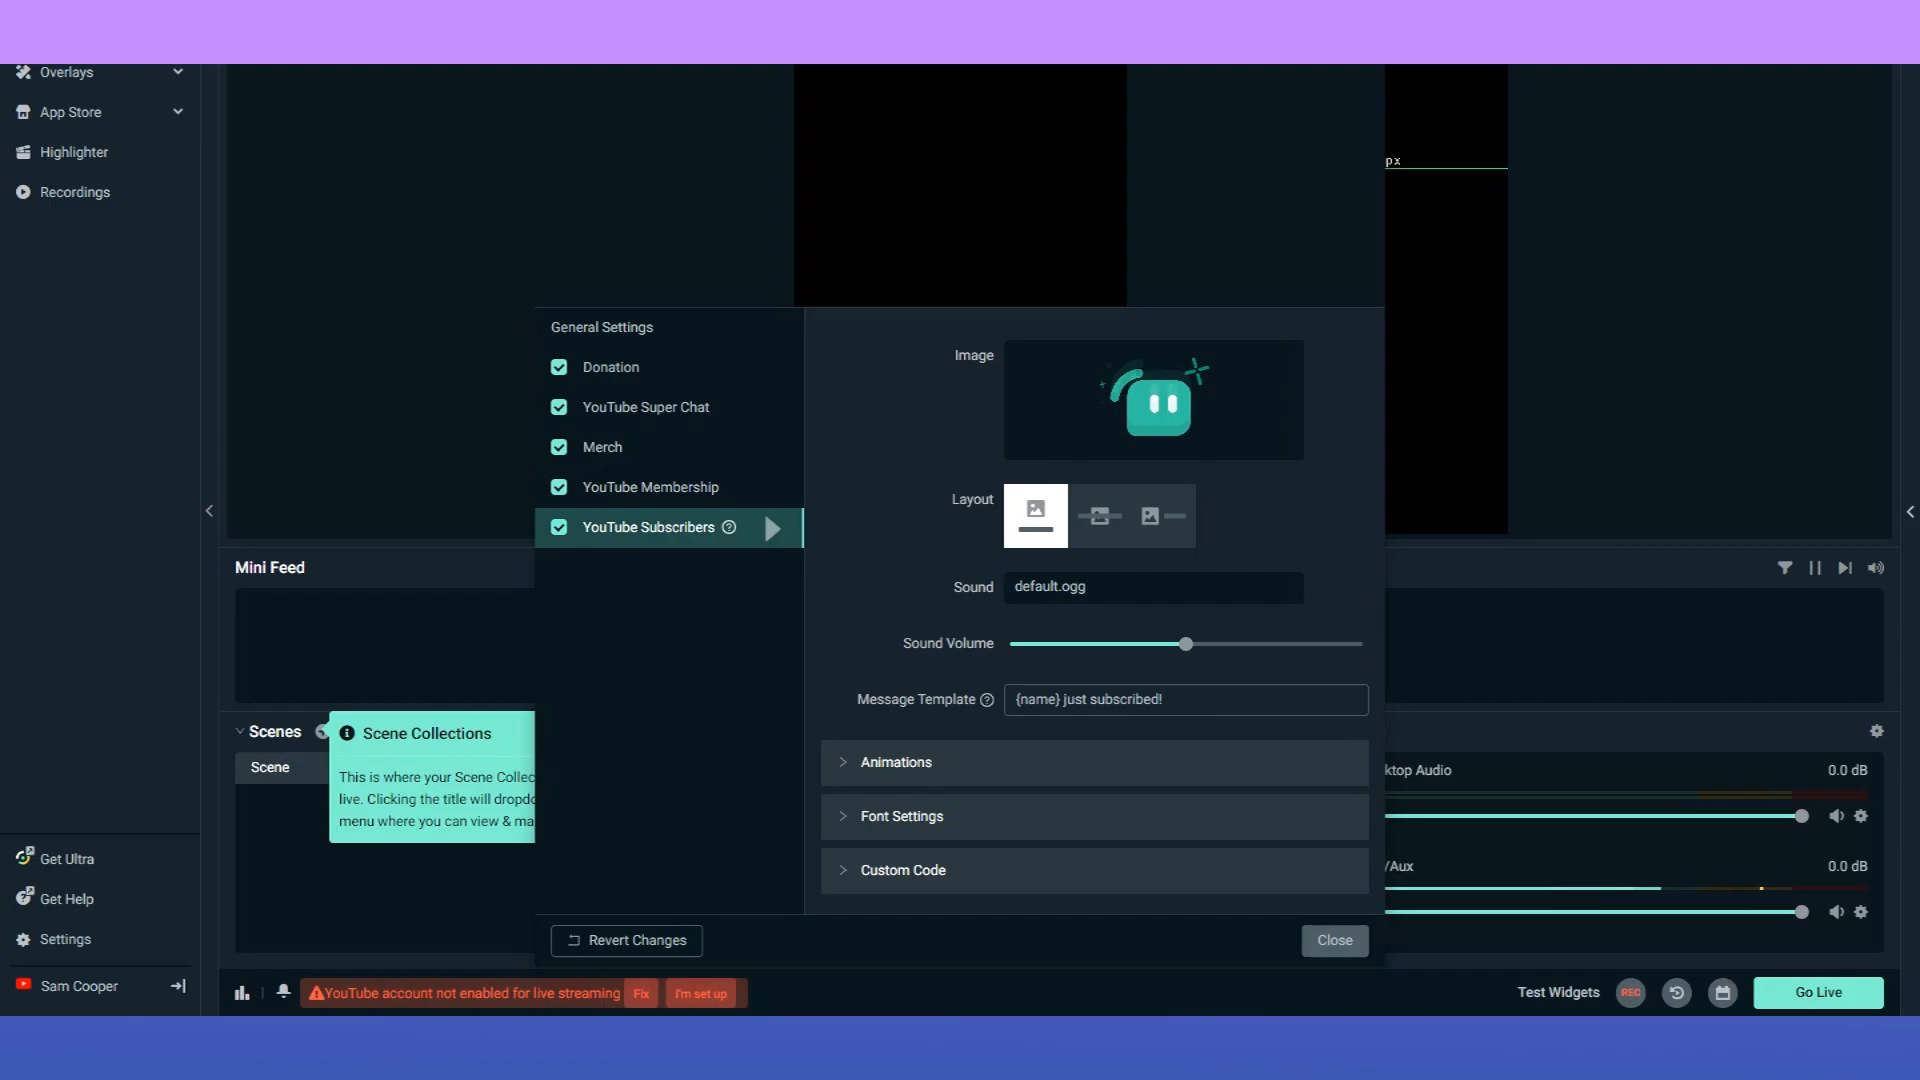 Overlays
App Store
Highlighter
Recordings
px
General Settings
Donation
YouTube Super Chat
Merch
YouTube Membership
YouTube Subscribers
Image
Layout
Sound
default.ogg
Sound Volume
Message Template
{name} just subscribed!
Animations
Font Settings
Custom Code
Revert Changes
Close
Mini Feed
Scenes
Scene
Scene Collections
This is where your Scene Collec
live. Clicking the title will dropdo
menu where you can view & ma
ktop Audio
0.0 dB
/Aux
0.0 dB
Get Ultra
Get Help
Settings
Sam Cooper
YouTube account not enabled for live streaming
Fix
I'm set up
Test Widgets
REC
Go Live